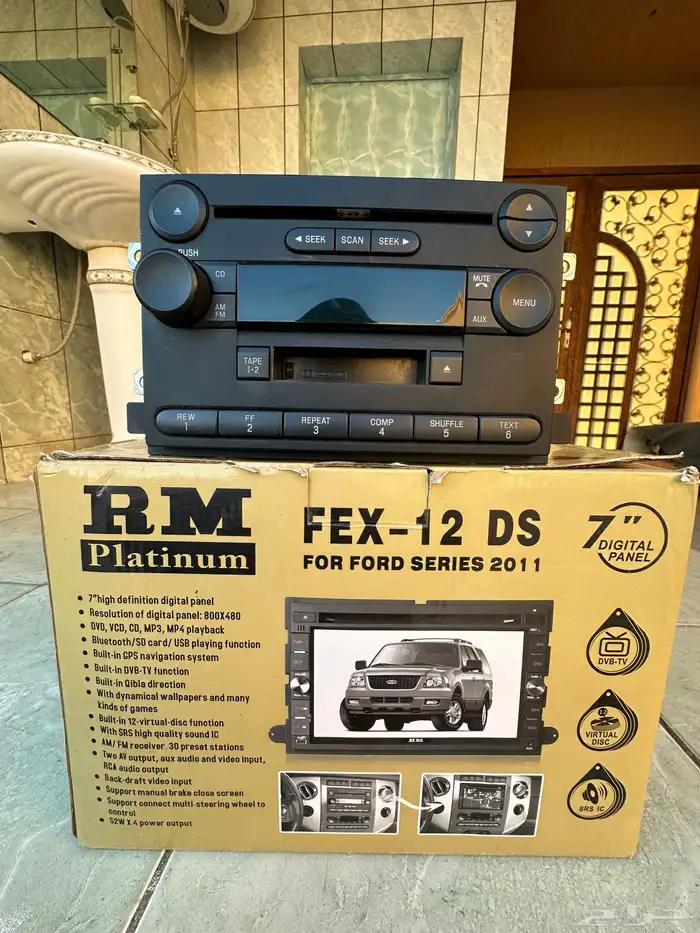 ◄ SEEK SCAN SEEK ►
PUSH
CD
AM
FM
MUTE
AUX
MENU
TAPE
1•2
REW
1
FF
2
REPEAT
3
COMP
4
SHUFFLE
5
TEXT
6
RM
Platinum
FEX-12 DS
FOR FORD SERIES 2011
7"
DIGITAL
PANEL
• 7"high definition digital panel
• Resolution of digital panel: 800X480
• DVD, VCD, CD, MP3, MP4 playback
• Bluetooth/SD card/ USB playing function
• Built-in GPS navigation system
• Built-in DVB-TV function
• Built-in Qibla direction
• With dynamical wallpapers and many
kinds of games
• Built-in 12-virtual-disc function
• With SRS high quality sound IC
• AM/ FM receiver. 30 preset stations
• Two AV output, aux audio and video input,
RCA audio output
• Back-draft video input
• Support manual brake close screen
• Support connect multi-steering wheel to
control
• 52W X 4 power output
RM
DVB-TV
VIRTUAL
DISC
SRS IC
حراج